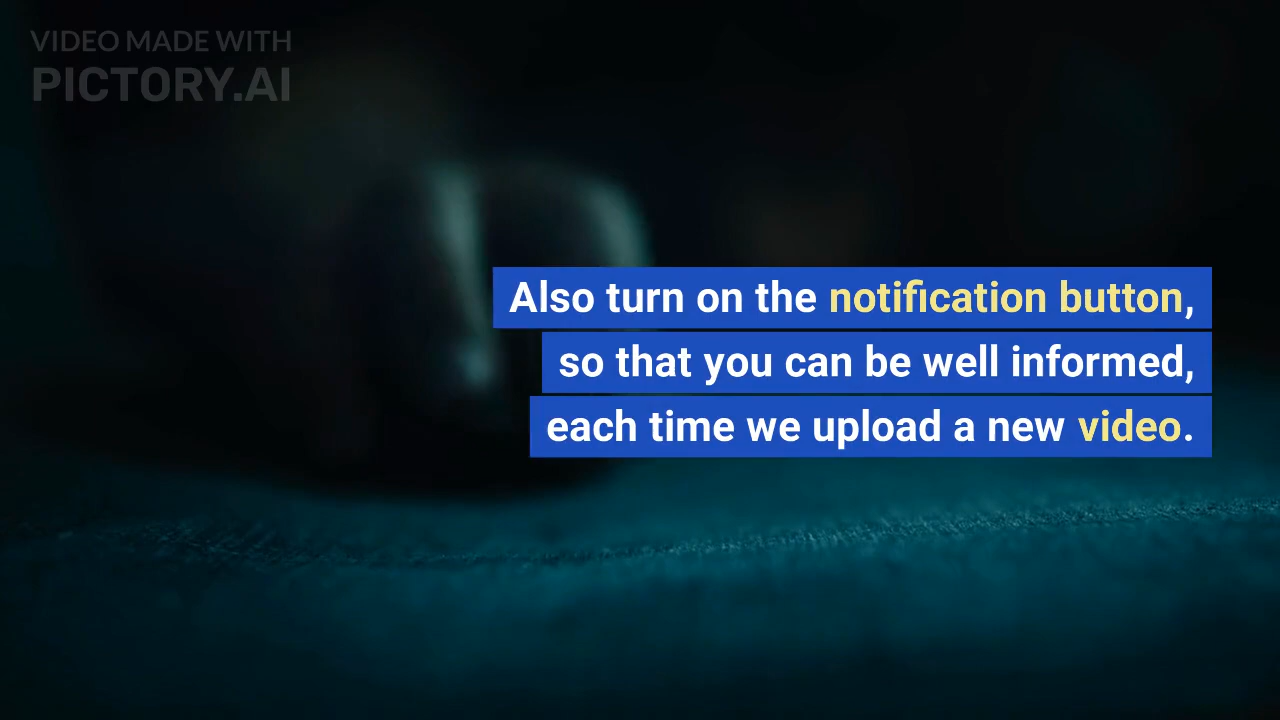 VIDEO MADE WITH
PICTORY.AI
Also turn on the notification button,
so that you can be well informed,
each time we upload a new video.